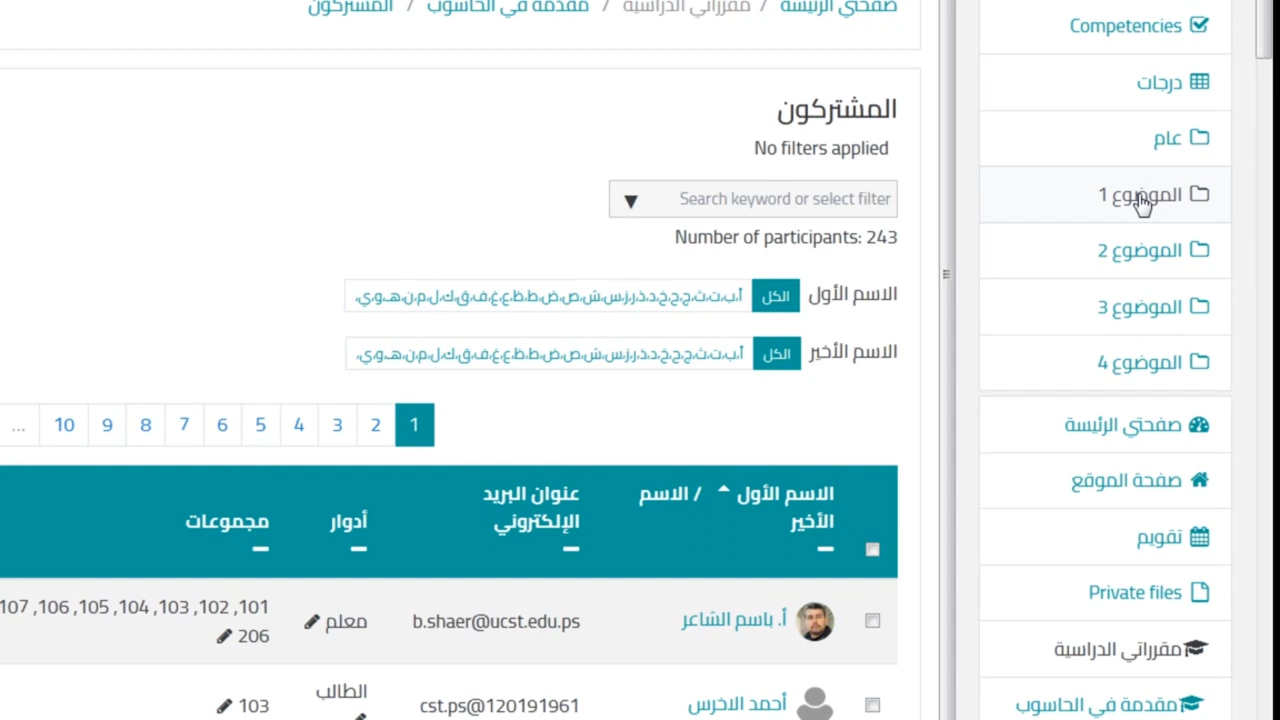 صفحتي الرئيسة / مقرراتي الدراسية / مقدمة في الحاسوب / المشتركون
المشتركون
No filters applied
Search keyword or select filter ▼
Number of participants: 243
الاسم الأول الكل أ،ب،ت،ث،ج،ح،خ،د،ذ،ر،ز،س،ش،ص،ض،ط،ظ،ع،غ،ف،ق،ك،ل،م،ن،هـ،و،ي،
الاسم الأخير الكل أ،ب،ت،ث،ج،ح،خ،د،ذ،ر،ز،س،ش،ص،ض،ط،ظ،ع،غ،ف،ق،ك،ل،م،ن،هـ،و،ي،
1 2 3 4 5 6 7 8 9 10 ...
الاسم الأول / الاسم الأخير
عنوان البريد الإلكتروني
أدوار
مجموعات
أ. باسم الشاعر b.shaer@ucst.edu.ps معلم 101, 102, 103, 104, 105, 106, 107
206
أحمد الاخرس cst.ps@120191961 الطالب 103
Competencies
درجات
عام
الموضوع 1
الموضوع 2
الموضوع 3
الموضوع 4
صفحتي الرئيسة
صفحة الموقع
تقويم
Private files
مقرراتي الدراسية
مقدمة في الحاسوب